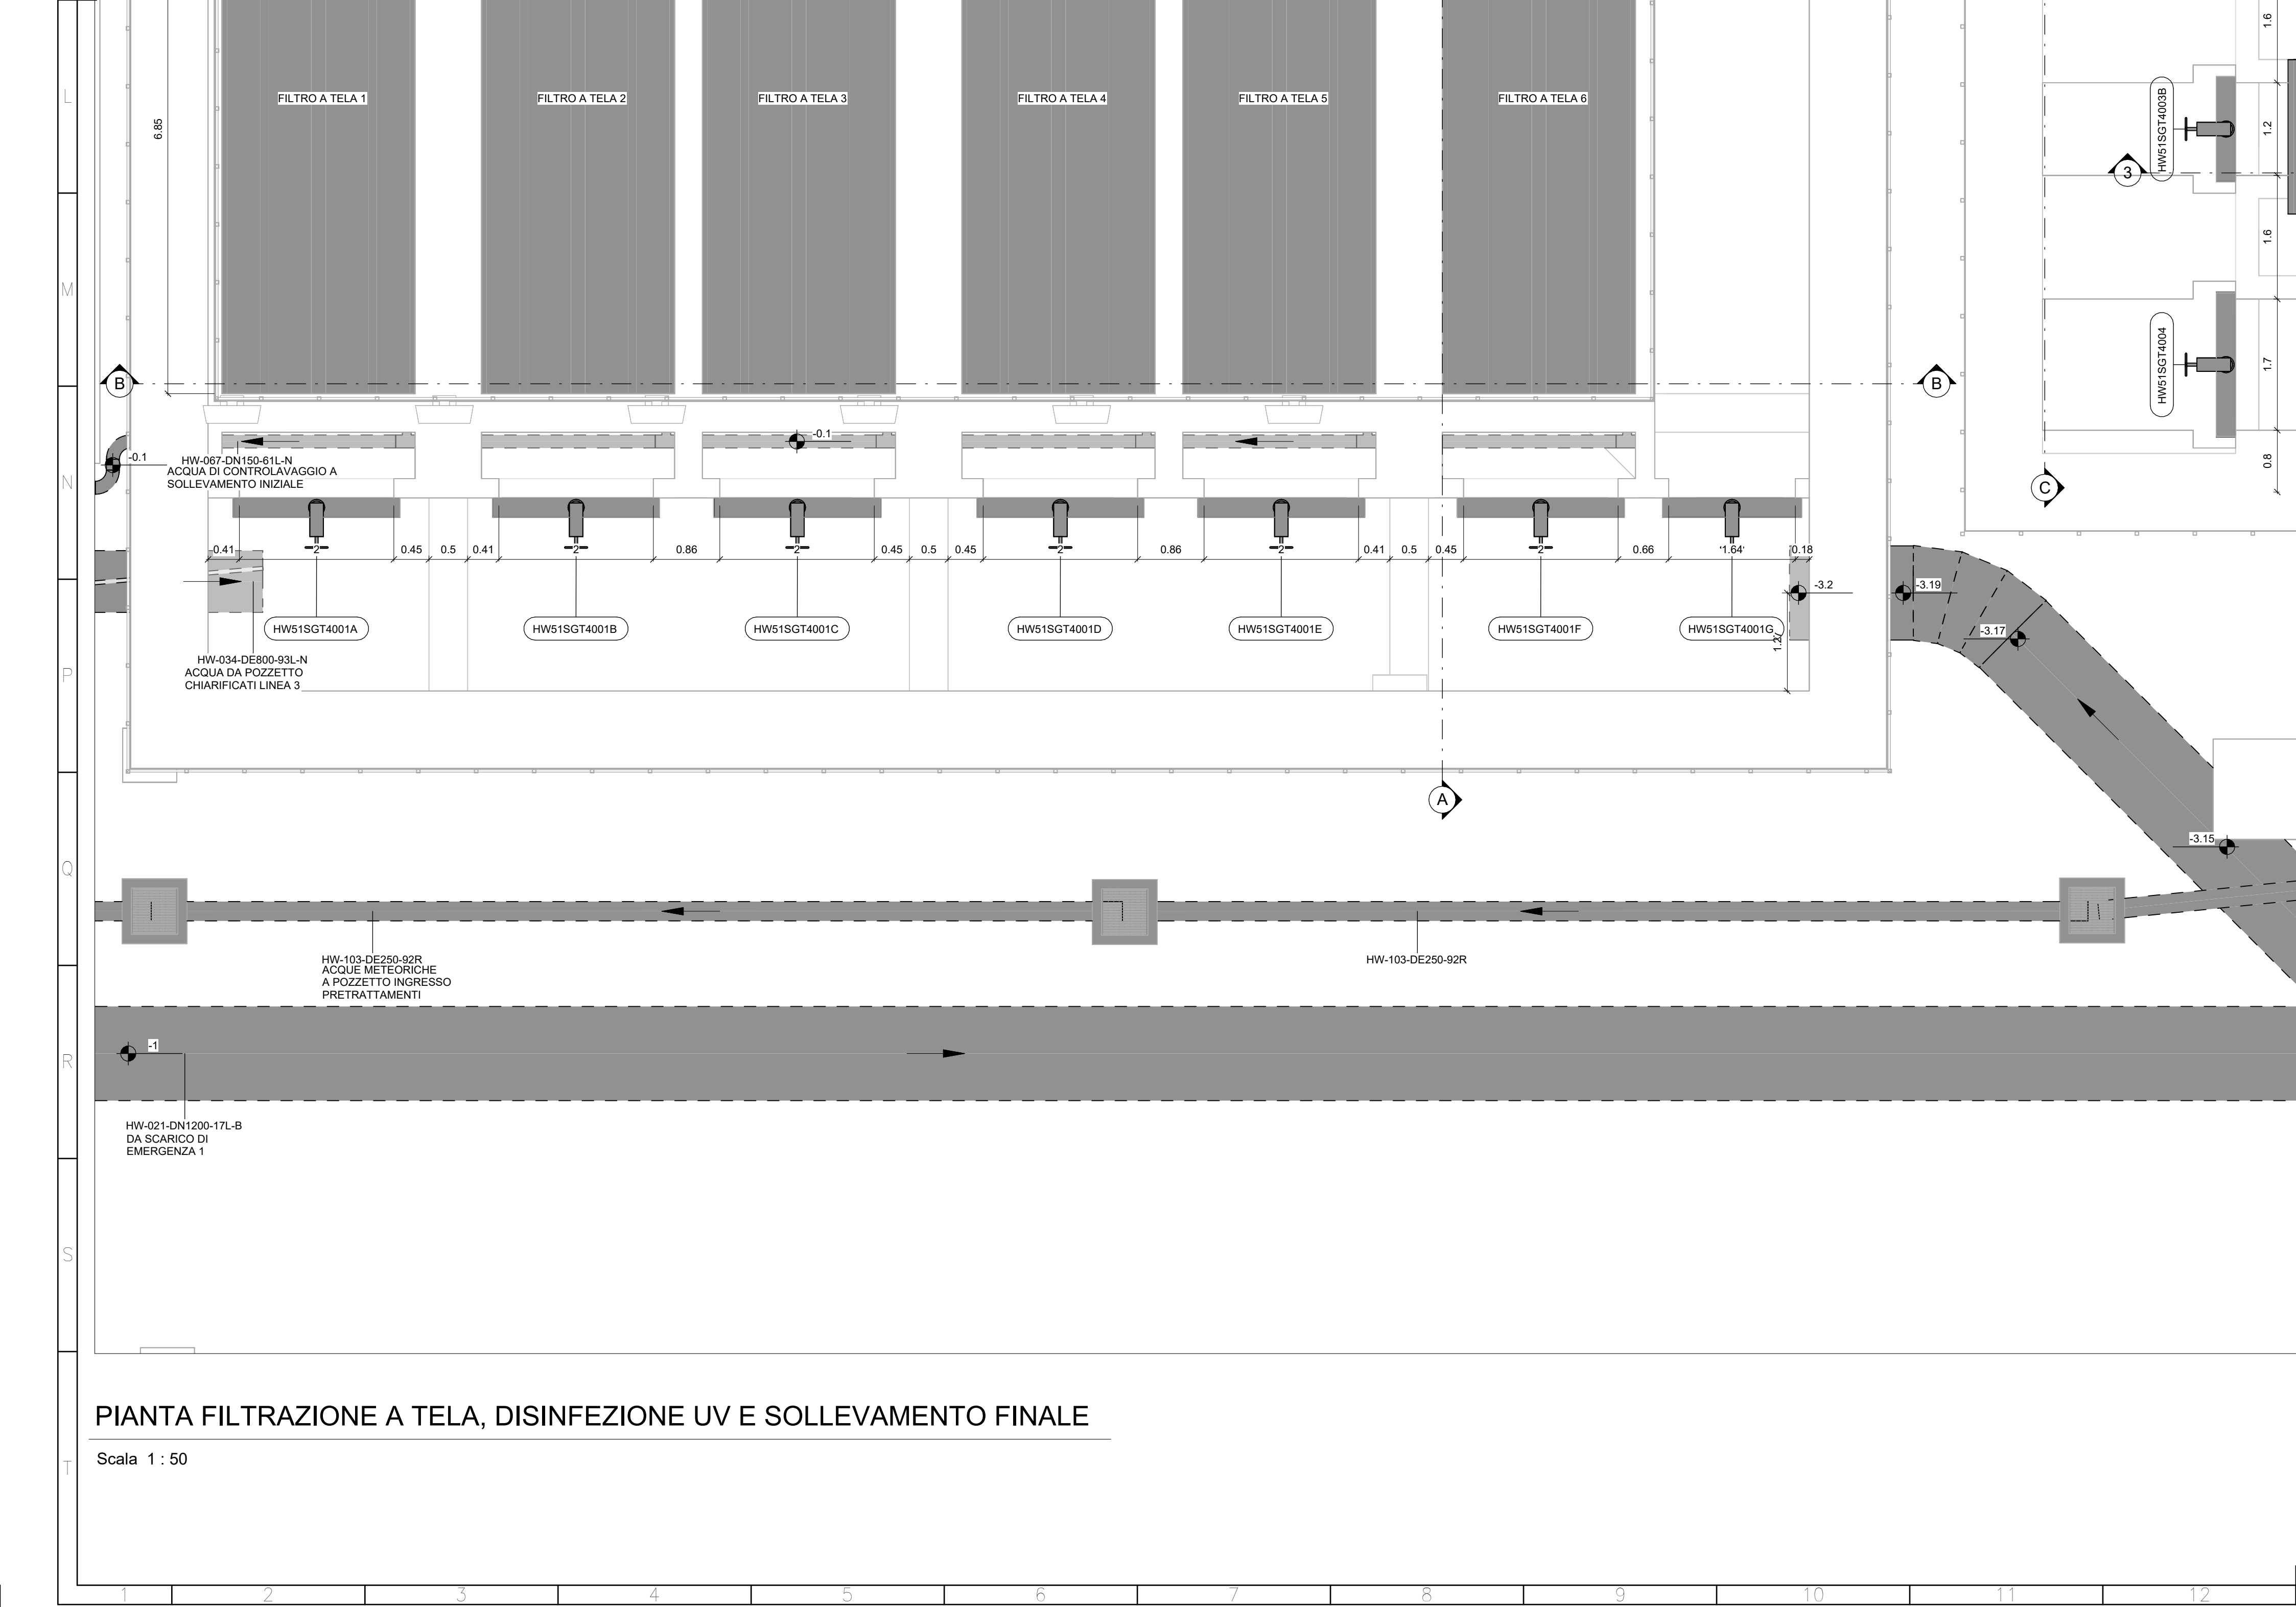 L
M
N
P
Q
R
S
T
6.85
FILTRO A TELA 1
FILTRO A TELA 2
FILTRO A TELA 3
FILTRO A TELA 4
FILTRO A TELA 5
FILTRO A TELA 6
1.6
HW51SGT4003B
1.2
3
1.6
HW51SGT4004
1.7
0.8
B
B
C
-0.1
-0.1
HW-067-DN150-61L-N
ACQUA DI CONTROLAVAGGIO A
SOLLEVAMENTO INIZIALE
0.41
2
0.45
0.5
0.41
2
0.86
2
0.45
0.5
0.45
2
0.86
2
0.41
0.5
0.45
2
0.66
'1.64'
0.18
-3.2
-3.19
-3.17
-3.15
HW51SGT4001A
HW51SGT4001B
HW51SGT4001C
HW51SGT4001D
HW51SGT4001E
HW51SGT4001F
HW51SGT4001G
HW-034-DE800-93L-N
ACQUA DA POZZETTO
CHIARIFICATI LINEA 3
A
HW-103-DE250-92R
ACQUE METEORICHE
A POZZETTO INGRESSO
PRETRATTAMENTI
HW-103-DE250-92R
-1
HW-021-DN1200-17L-B
DA SCARICO DI
EMERGENZA 1
PIANTA FILTRAZIONE A TELA, DISINFEZIONE UV E SOLLEVAMENTO FINALE
Scala 1 : 50
1 2 3 4 5 6 7 8 9 10 11 12